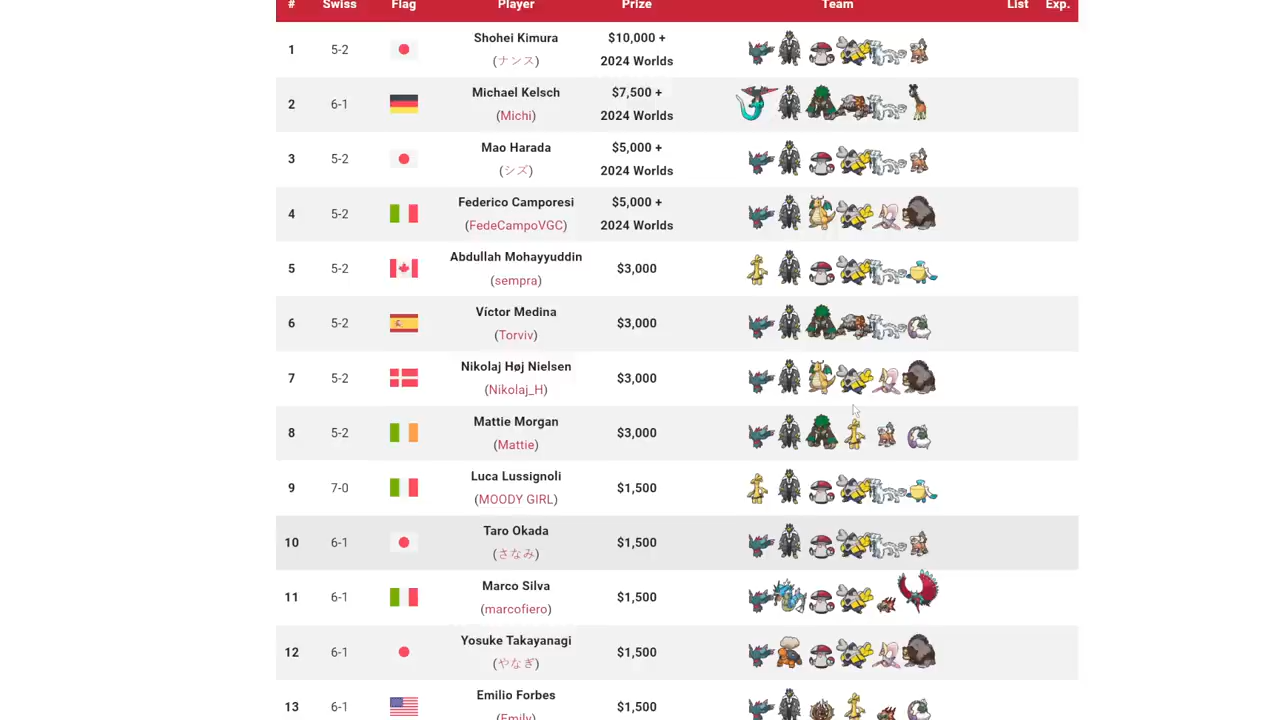 # Swiss Flag Player Prize Team List Exp.
1 5-2 Shohei Kimura (ナンス) $10,000 + 2024 Worlds
2 6-1 Michael Kelsch (Michi) $7,500 + 2024 Worlds
3 5-2 Mao Harada (シズ) $5,000 + 2024 Worlds
4 5-2 Federico Camporesi (FedeCampoVGC) $5,000 + 2024 Worlds
5 5-2 Abdullah Mohayyuddin (sempra) $3,000
6 5-2 Víctor Medina (Torviv) $3,000
7 5-2 Nikolaj Høj Nielsen (Nikolaj_H) $3,000
8 5-2 Mattie Morgan (Mattie) $3,000
9 7-0 Luca Lussignoli (MOODY GIRL) $1,500
10 6-1 Taro Okada (さなみ) $1,500
11 6-1 Marco Silva (marcofiero) $1,500
12 6-1 Yosuke Takayanagi (やなぎ) $1,500
13 6-1 Emilio Forbes (Emily) $1,500